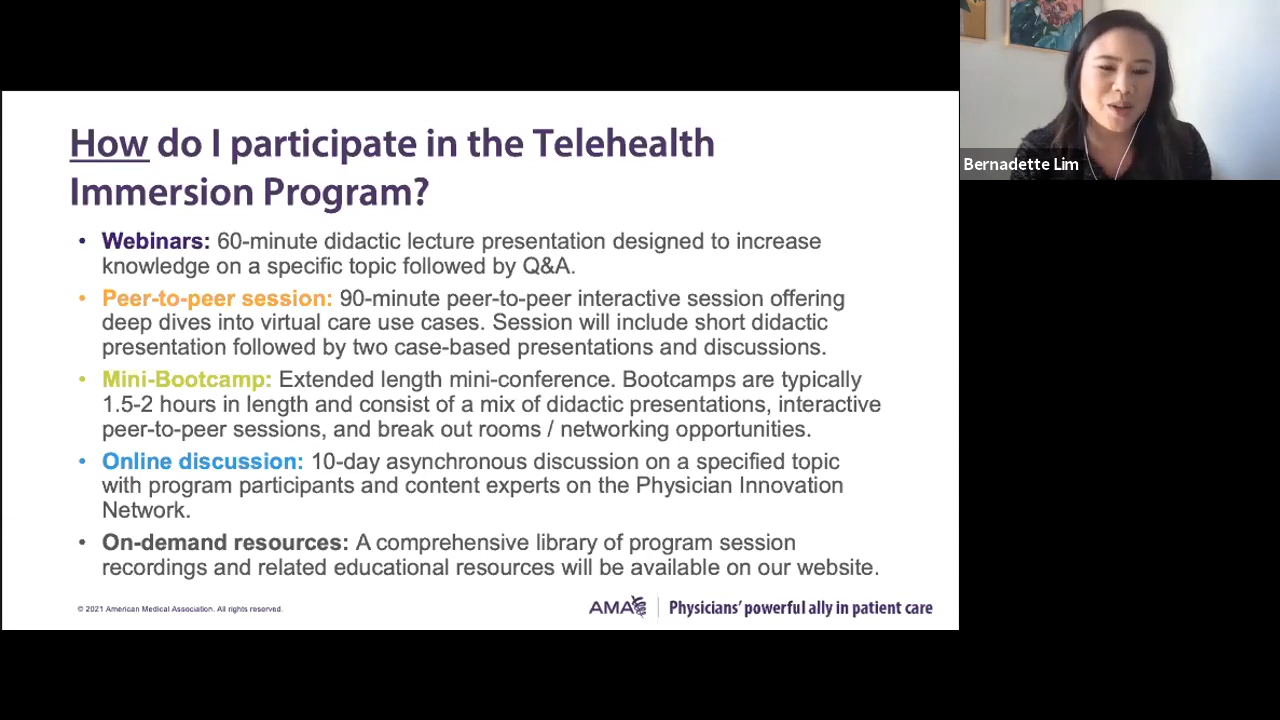 How do I participate in the Telehealth
Immersion Program?
• Webinars: 60-minute didactic lecture presentation designed to increase
knowledge on a specific topic followed by Q&A.
• Peer-to-peer session: 90-minute peer-to-peer interactive session offering
deep dives into virtual care use cases. Session will include short didactic
presentation followed by two case-based presentations and discussions.
• Mini-Bootcamp: Extended length mini-conference. Bootcamps are typically
1.5-2 hours in length and consist of a mix of didactic presentations, interactive
peer-to-peer sessions, and break out rooms / networking opportunities.
• Online discussion: 10-day asynchronous discussion on a specified topic
with program participants and content experts on the Physician Innovation
Network.
• On-demand resources: A comprehensive library of program session
recordings and related educational resources will be available on our website.
© 2021 American Medical Association. All rights reserved.
AMA Physicians' powerful ally in patient care
Bernadette Lim